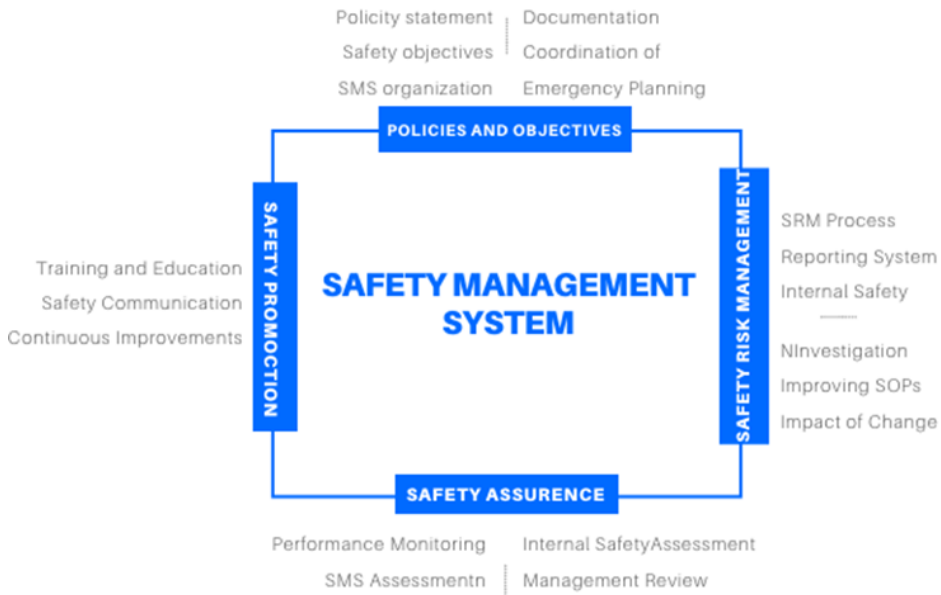 Policity statement
Safety objectives
SMS organization
Documentation
Coordination of
Emergency Planning
POLICIES AND OBJECTIVES
SAFETY PROMOCTION
Training and Education
Safety Communication
Continuous Improvements
SAFETY MANAGEMENT
SYSTEM
SAFETY RISK MANAGEMENT
SRM Process
Reporting System
Internal Safety
NInvestigation
Improving SOPs
Impact of Change
SAFETY ASSURENCE
Performance Monitoring
SMS Assessmentn
Internal SafetyAssessment
Management Review